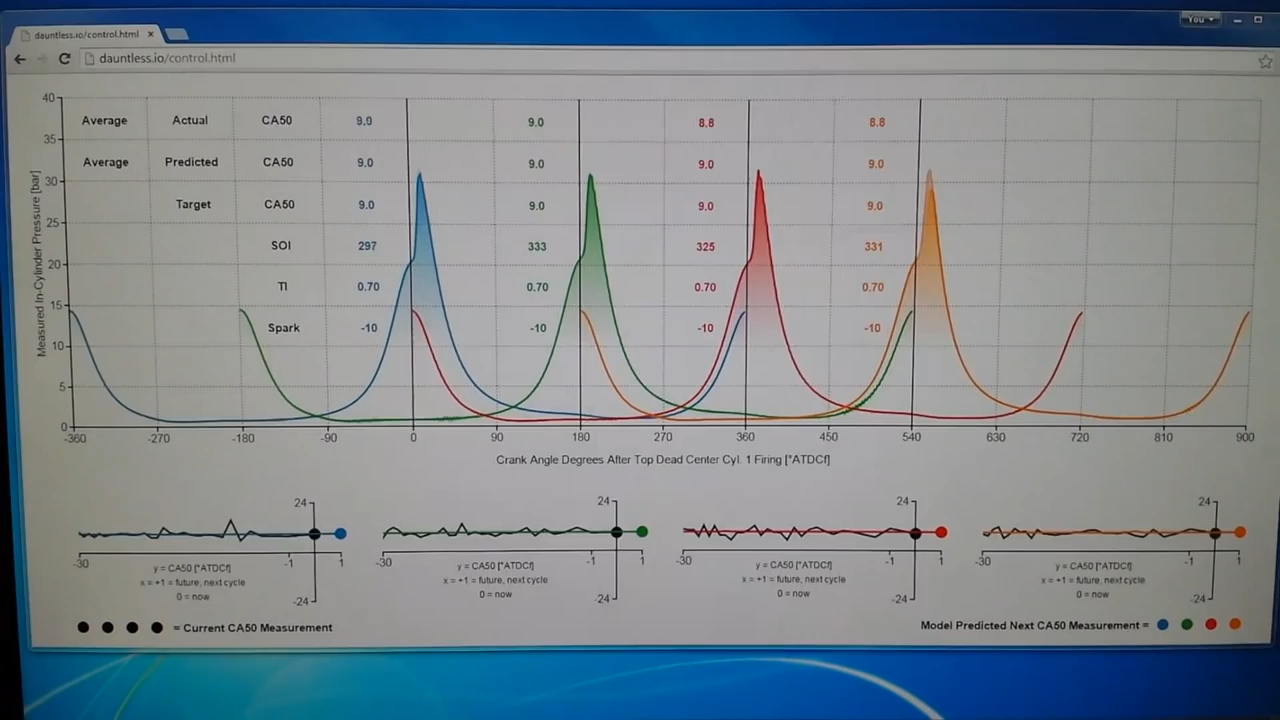 You
dauntless.io/control.html
dauntless.io/control.html
Measured In-Cylinder Pressure [bar]
40
35
30
25
20
15
10
5
0
Average Actual CA50 9.0 9.0 8.8 8.8
Average Predicted CA50 9.0 9.0 9.0 9.0
Target CA50 9.0 9.0 9.0 9.0
SOI 297 333 325 331
TI 0.70 0.70 0.70 0.70
Spark -10 -10 -10 -10
-360 -270 -180 -90 0 90 180 270 360 450 540 630 720 810 900
Crank Angle Degrees After Top Dead Center Cyl. 1 Firing [°ATDCf]
24 24 24 24
-30 -1 1 -30 -1 1 -30 -1 1 -30 -1 1
y = CA50 [°ATDCf] y = CA50 [°ATDCf] y = CA50 [°ATDCf] y = CA50 [°ATDCf]
x = +1 = future, next cycle x = +1 = future, next cycle x = +1 = future, next cycle x = +1 = future, next cycle
0 = now 0 = now 0 = now 0 = now
-24 -24 -24 -24
= Current CA50 Measurement
Model Predicted Next CA50 Measurement =